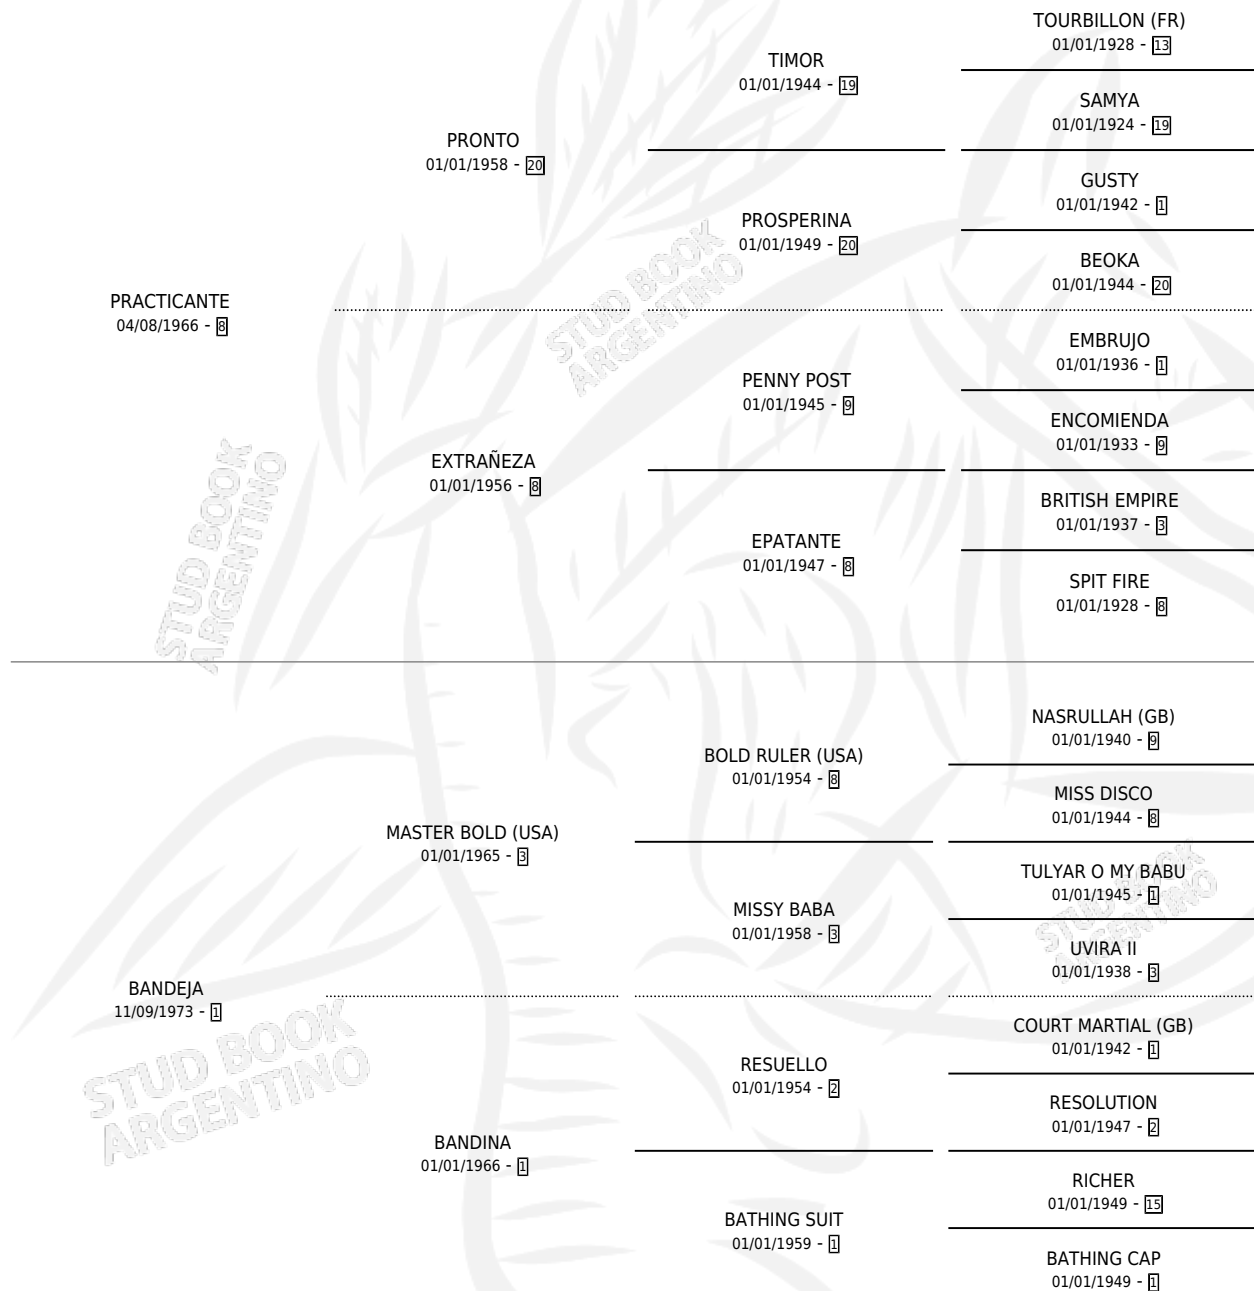 TOURBILLON (FR)
01/01/1928 - 13
TIMOR
01/01/1944 - 19
SAMYA
01/01/1924 - 19
PRONTO
01/01/1958 - 20
GUSTY
01/01/1942 - 1
PROSPERINA
01/01/1949 - 20
BEOKA
01/01/1944 - 20
PRACTICANTE
04/08/1966 - 8
EMBRUJO
01/01/1936 - 1
PENNY POST
01/01/1945 - 9
ENCOMIENDA
01/01/1933 - 9
EXTRAÑEZA
01/01/1956 - 8
BRITISH EMPIRE
01/01/1937 - 3
EPATANTE
01/01/1947 - 8
SPIT FIRE
01/01/1928 - 8
NASRULLAH (GB)
01/01/1940 - 9
BOLD RULER (USA)
01/01/1954 - 8
MISS DISCO
01/01/1944 - 8
MASTER BOLD (USA)
01/01/1965 - 3
TULYAR O MY BABU
01/01/1945 - 1
MISSY BABA
01/01/1958 - 3
UVIRA II
01/01/1938 - 3
BANDEJA
11/09/1973 - 1
COURT MARTIAL (GB)
01/01/1942 - 1
RESUELLO
01/01/1954 - 2
RESOLUTION
01/01/1947 - 2
BANDINA
01/01/1966 - 1
RICHER
01/01/1949 - 15
BATHING SUIT
01/01/1959 - 1
BATHING CAP
01/01/1949 - 1
STUD BOOK
ARGENTINO
STUD BOOK
ARGENTINO
STUD BOOK
ARGENTINO
STUD BOOK
ARGENTINO